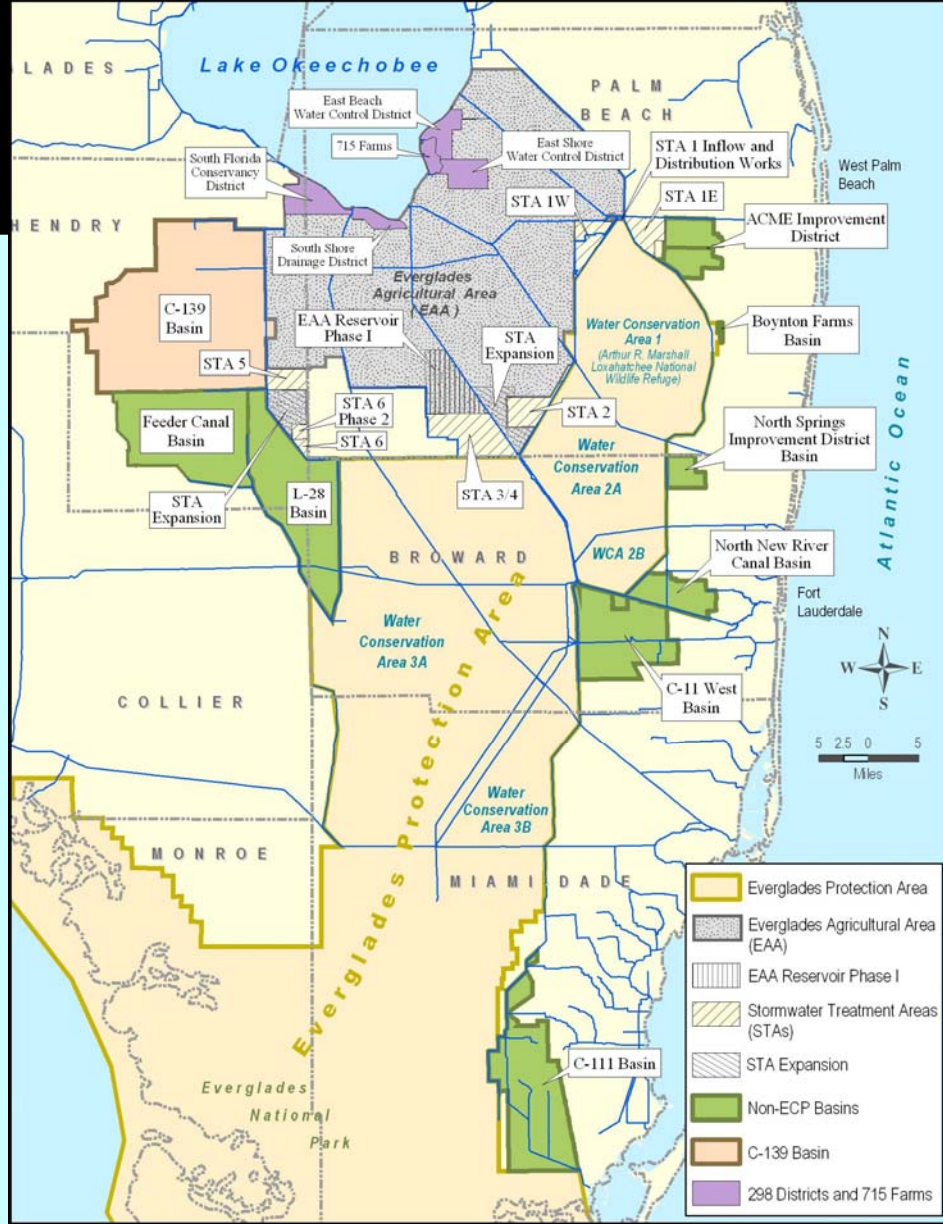 GLADES
Lake Okeechobee
PALM
BEACH
East Beach
Water Control District
715 Farms
East Shore
Water Control District
STA 1 Inflow and
Distribution Works
West Palm
Beach
South Florida
Conservancy
District
STA 1W
STA 1E
ACME Improvement
District
HENDRY
South Shore
Drainage District
Everglades
Agricultural Area
(EAA)
C-139
Basin
EAA Reservoir
Phase I
STA
Expansion
Water Conservation
Area 1
(Arthur R. Marshall
Loxahatchee National
Wildlife Refuge)
Boynton Farms
Basin
Atlantic Ocean
STA 5
STA 6
Phase 2
STA 6
STA 2
Feeder Canal
Basin
North Springs
Improvement District
Basin
Water
Conservation
Area 2A
STA
Expansion
L-28
Basin
STA 3/4
BROWARD
WCA 2B
North New River
Canal Basin
Fort
Lauderdale
Water
Conservation
Area 3A
Everglades Protection Area
C-11 West
Basin
N
W E
S
COLLIER
5 2.5 0 5
Miles
Water
Conservation
Area 3B
MONROE
MIAMI DADE
C-111 Basin
Everglades
National
Park
Everglades Protection Area
Everglades Agricultural Area
(EAA)
EAA Reservoir Phase I
Stormwater Treatment Areas
(STAs)
STA Expansion
Non-ECP Basins
C-139 Basin
298 Districts and 715 Farms